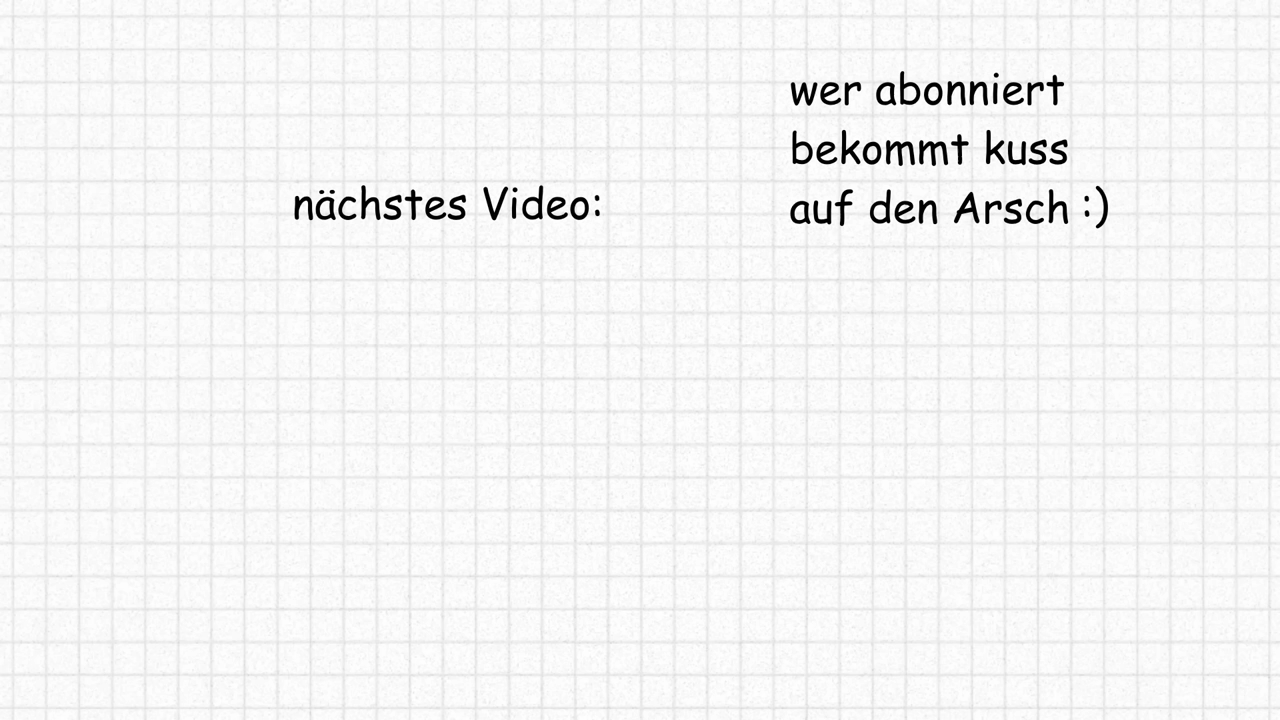 nächstes Video:
wer abonniert
bekommt kuss
auf den Arsch :)